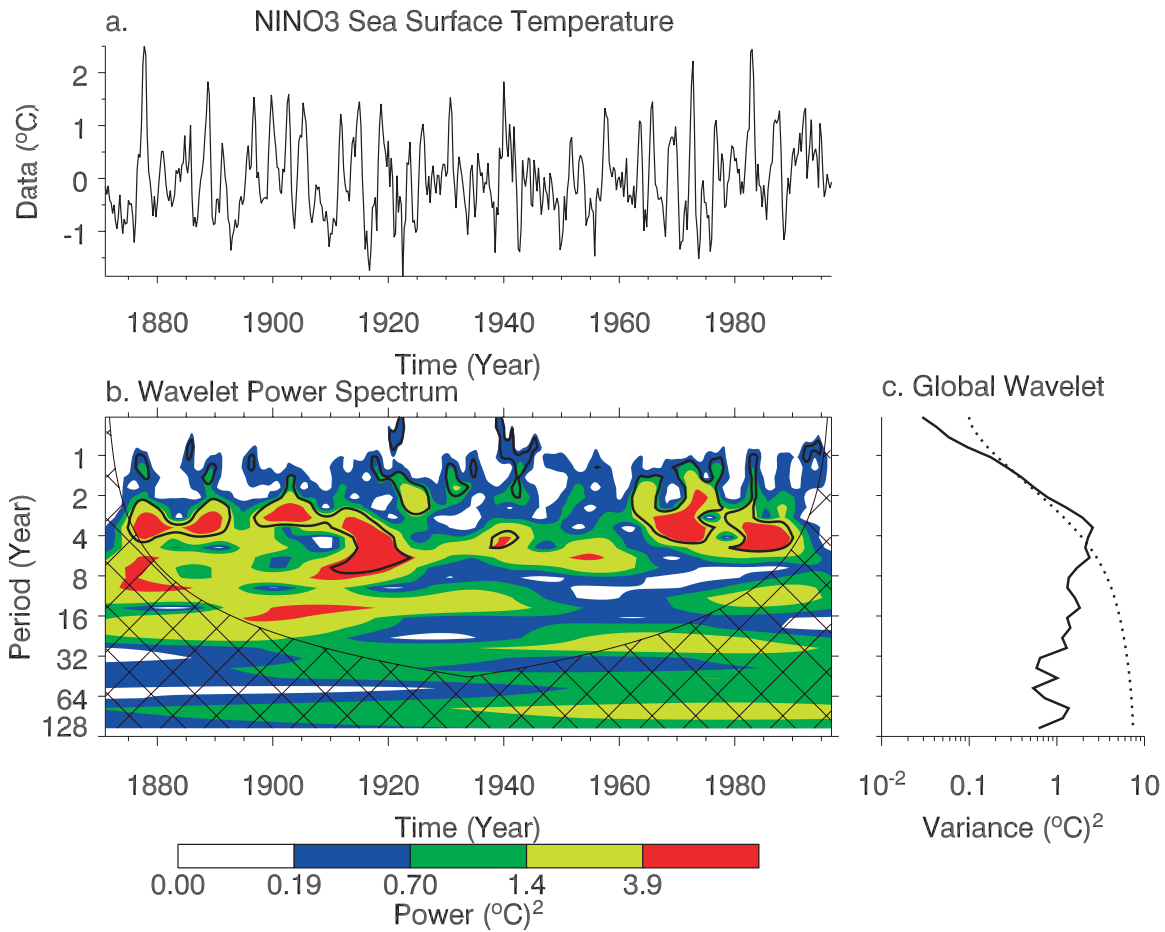 a. NINO3 Sea Surface Temperature
Data (°C)
2
1
0
-1
1880 1900 1920 1940 1960 1980
Time (Year)
b. Wavelet Power Spectrum
c. Global Wavelet
Period (Year)
1
2
4
8
16
32
64
128
1880 1900 1920 1940 1960 1980
10⁻² 0.1 1 10
Time (Year)
Variance (°C)²
0.00 0.19 0.70 1.4 3.9
Power (°C)²